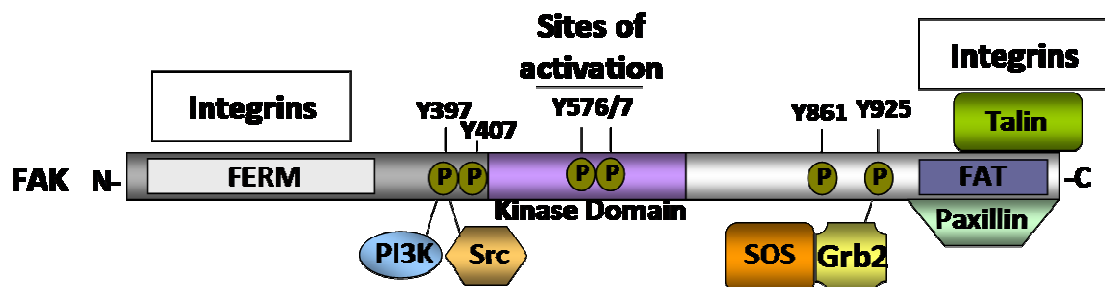 Sites of
activation
Integrins
Integrins
Y397
Y407
Y576/7
Y861
Y925
Talin
FAK N-
FERM
P
P
P
P
P
P
FAT
-C
Kinase Domain
Paxillin
PI3K
Src
SOS
Grb2